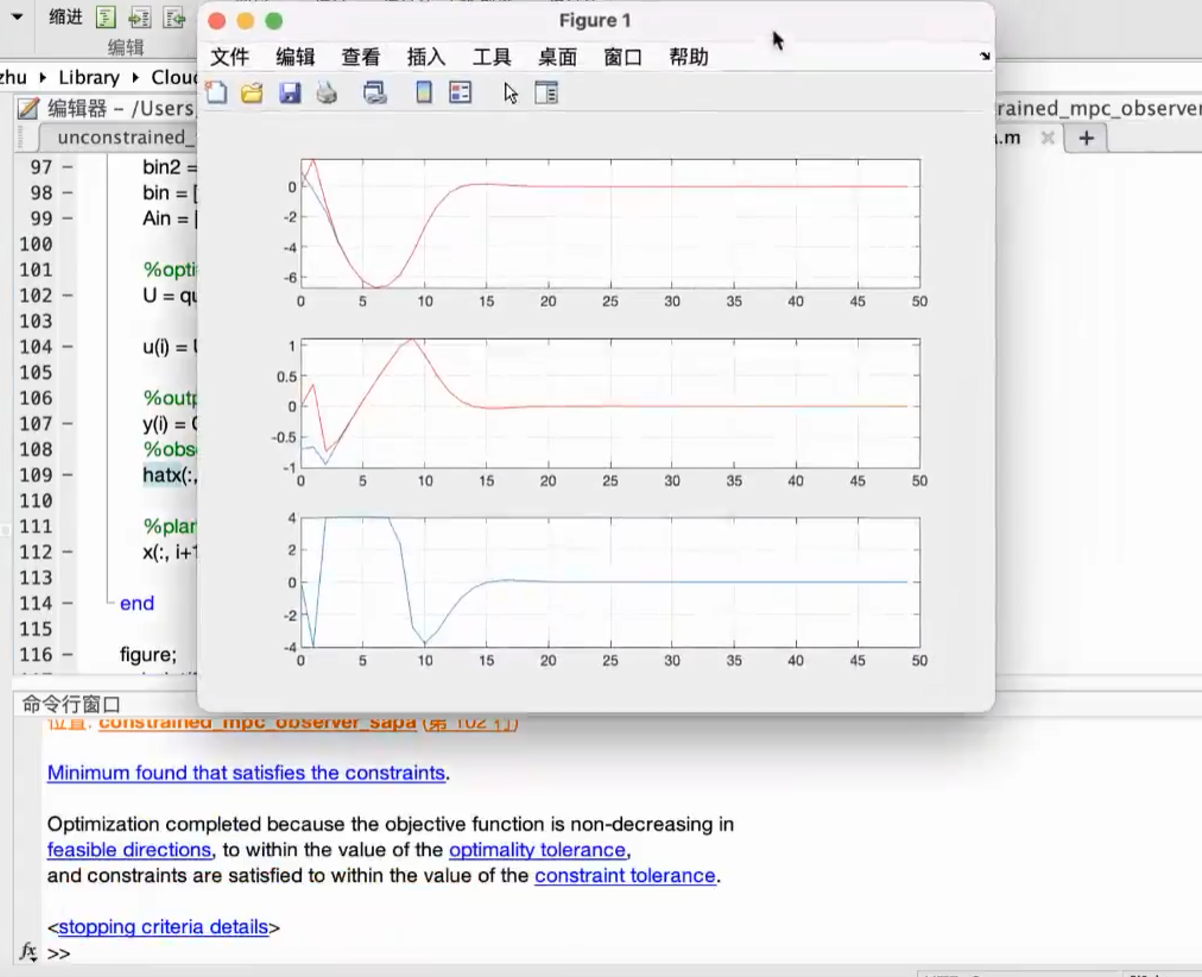 缩进
编辑
zhu ▸ Library ▸ Cloud
编辑器 – /Users
rained_mpc_observer
unconstrained_
.m
+
Figure 1
文件 编辑 查看 插入 工具 桌面 窗口 帮助
0
-2
-4
-6
0 5 10 15 20 25 30 35 40 45 50
1
0.5
0
-0.5
-1
0 5 10 15 20 25 30 35 40 45 50
4
2
0
-2
-4
0 5 10 15 20 25 30 35 40 45 50
97 – bin2 =
98 – bin = [
99 – Ain = [
100
101 %opti
102 – U = qu
103
104 – u(i) = U
105
106 %outp
107 – y(i) = C
108 %obs
109 – hatx(:,
110
111 %plan
112 – x(:, i+1
113
114 – end
115
116 – figure;
命令行窗口
位置: constrained_mpc_observer_sapa (第 102 行)
Minimum found that satisfies the constraints.
Optimization completed because the objective function is non-decreasing in
feasible directions, to within the value of the optimality tolerance,
and constraints are satisfied to within the value of the constraint tolerance.
<stopping criteria details>
fx >>